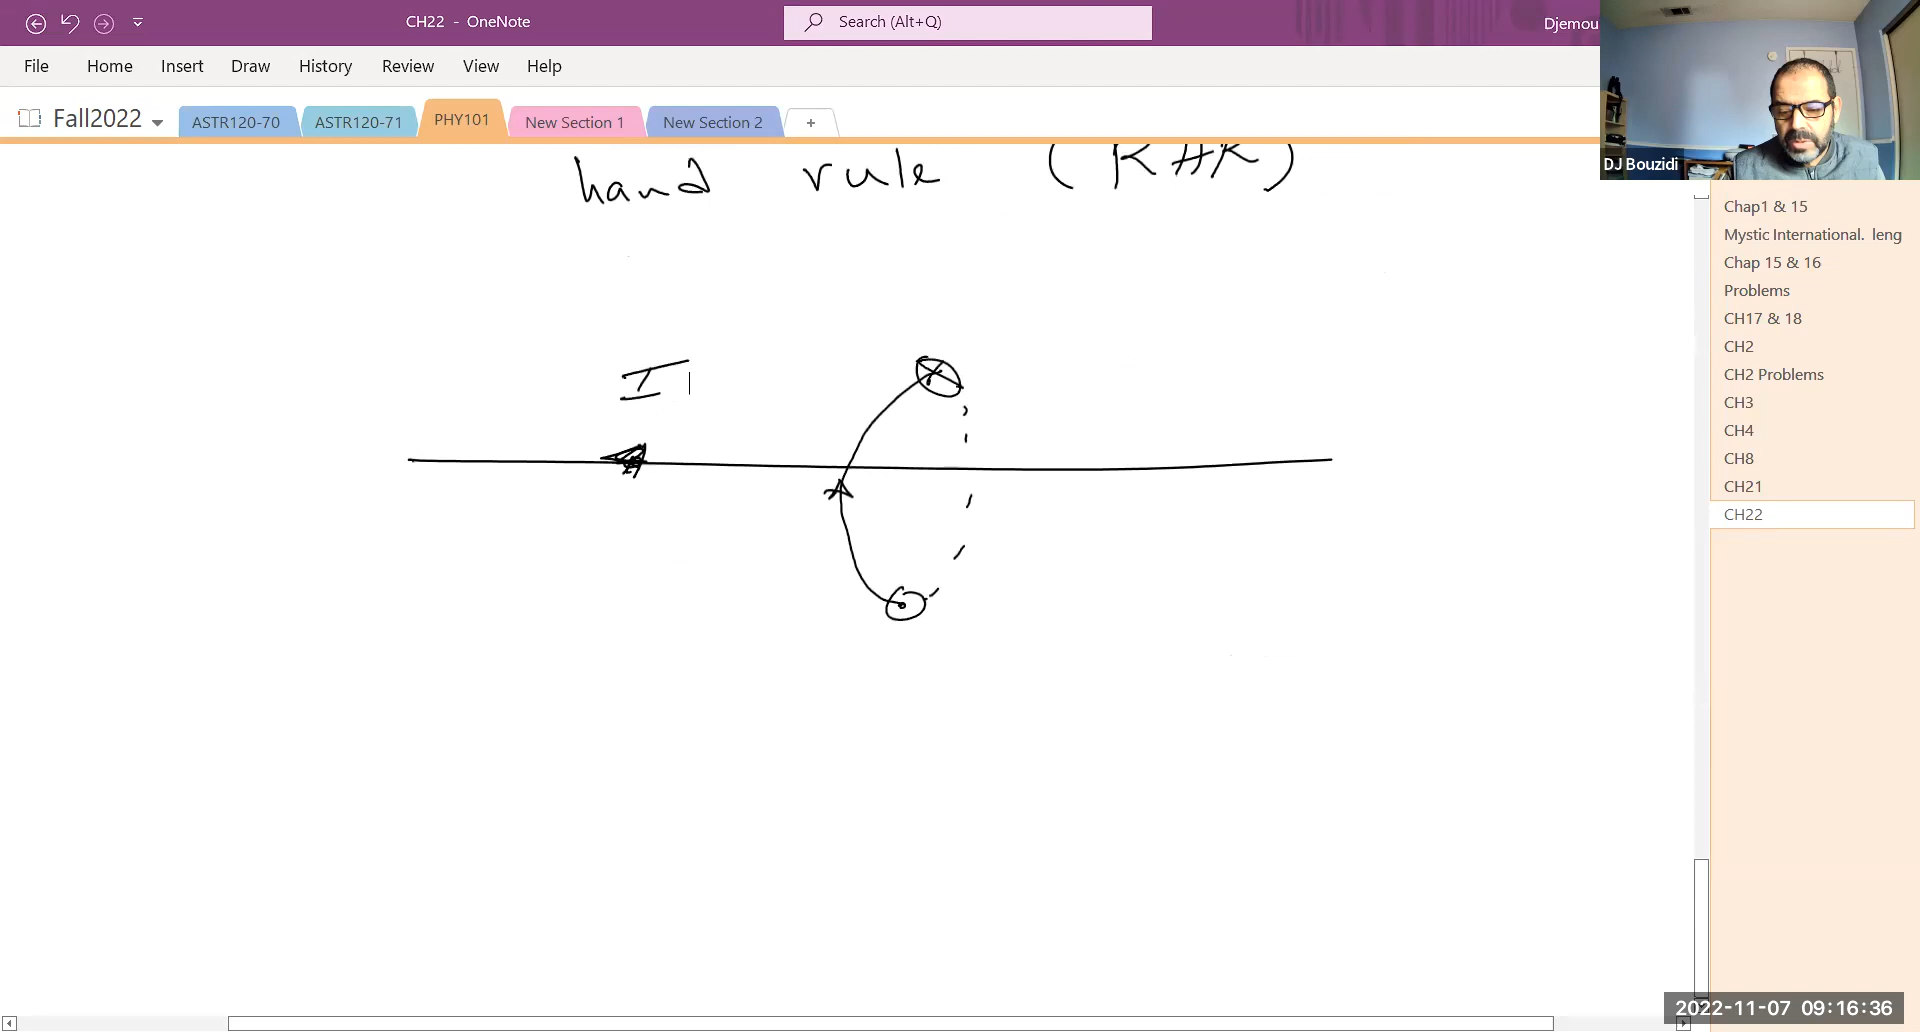 CH22 - OneNote
Search (Alt+Q)
Djemou
File Home Insert Draw History Review View Help
Fall2022 ASTR120-70 ASTR120-71 PHY101 New Section 1 New Section 2 +
DJ Bouzidi
hand rule (RHR)
I
Chap1 & 15
Mystic International. leng
Chap 15 & 16
Problems
CH17 & 18
CH2
CH2 Problems
CH3
CH4
CH8
CH21
CH22
2022-11-07 09:16:36